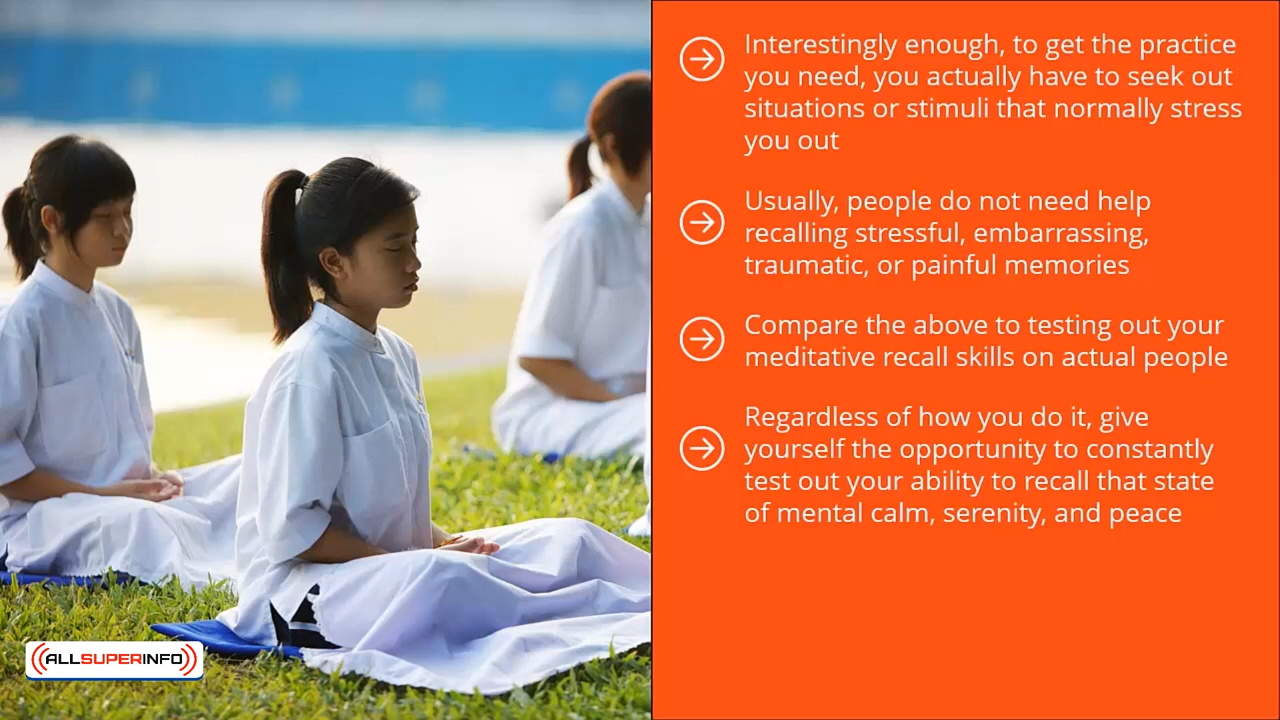 Interestingly enough, to get the practice
you need, you actually have to seek out
situations or stimuli that normally stress
you out
Usually, people do not need help
recalling stressful, embarrassing,
traumatic, or painful memories
Compare the above to testing out your
meditative recall skills on actual people
Regardless of how you do it, give
yourself the opportunity to constantly
test out your ability to recall that state
of mental calm, serenity, and peace
ALLSUPERINFO